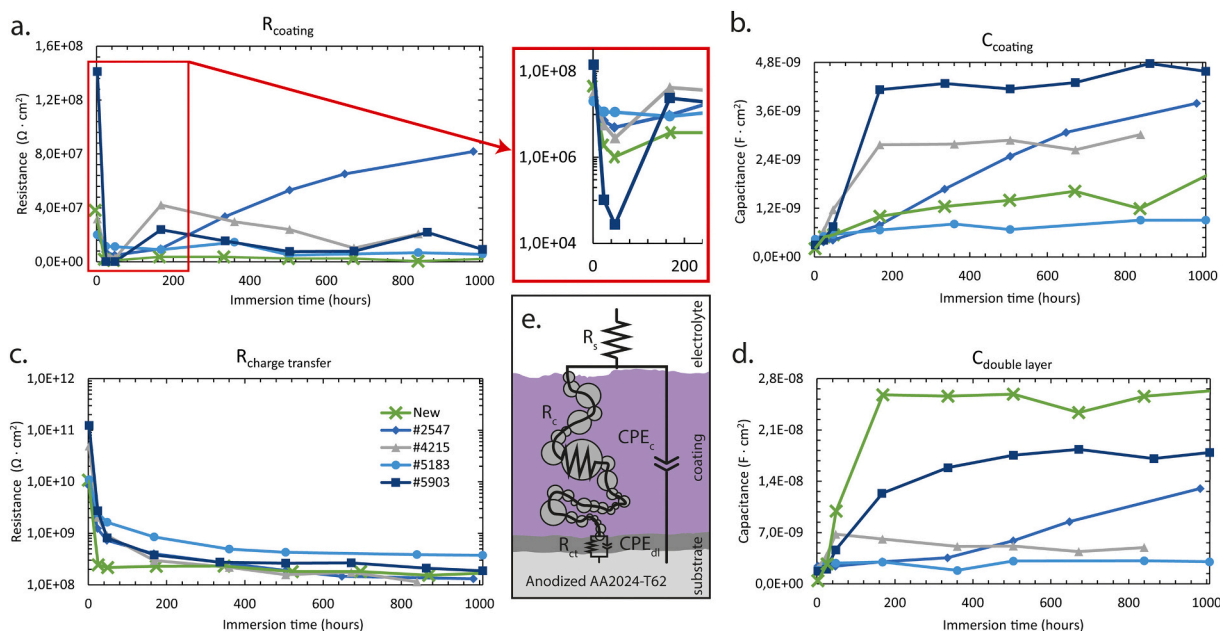 a.
R coating
1,6E+08
1,2E+08
8,0E+07
4,0E+07
0,0E+00
Resistance (Ω · cm²)
0 200 400 600 800 1000
Immersion time (hours)
1,0E+08
1,0E+06
1,0E+04
0 200
b.
C coating
4,8E-09
3,6E-09
2,4E-09
1,2E-09
0,0E+00
Capacitance (F · cm²)
0 200 400 600 800 1000
Immersion time (hours)
c.
R charge transfer
1,0E+12
1,0E+11
1,0E+10
1,0E+09
1,0E+08
Resistance (Ω · cm²)
New
#2547
#4215
#5183
#5903
0 200 400 600 800 1000
Immersion time (hours)
e.
Rs
Rc
CPEc
Rct
CPEdl
Anodized AA2024-T62
electrolyte
coating
substrate
d.
C double layer
2,8E-08
2,1E-08
1,4E-08
7,0E-09
0,0E+00
Capacitance (F · cm²)
0 200 400 600 800 1000
Immersion time (hours)